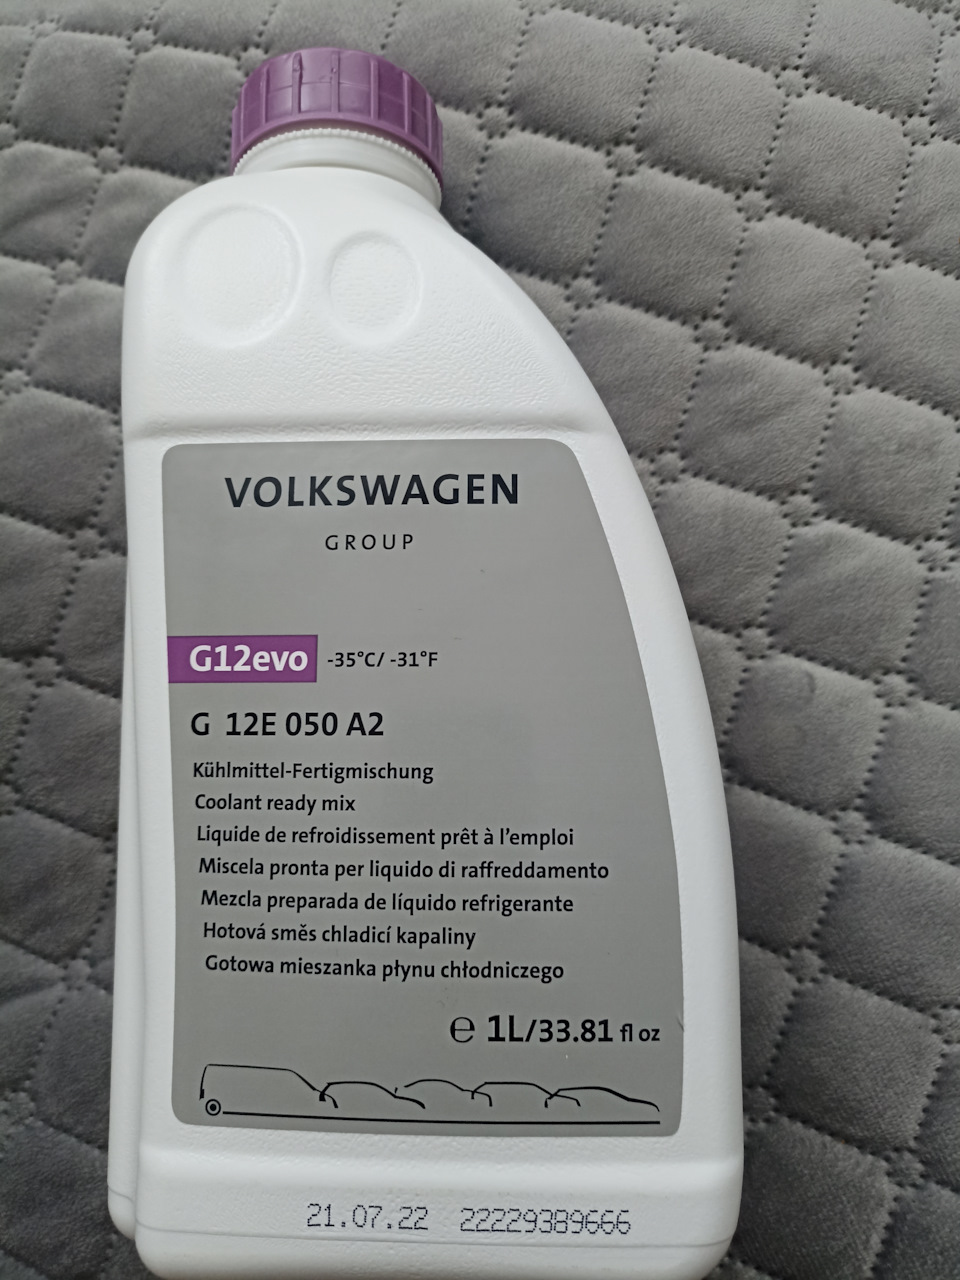 VOLKSWAGEN
GROUP
G12evo -35°C/ -31°F
G 12E 050 A2
Kühlmittel-Fertigmischung
Coolant ready mix
Liquide de refroidissement prêt à l'emploi
Miscela pronta per liquido di raffreddamento
Mezcla preparada de líquido refrigerante
Hotová směs chladicí kapaliny
Gotowa mieszanka płynu chłodniczego
℮ 1L/33.81 fl oz
21.07.22 22229389666